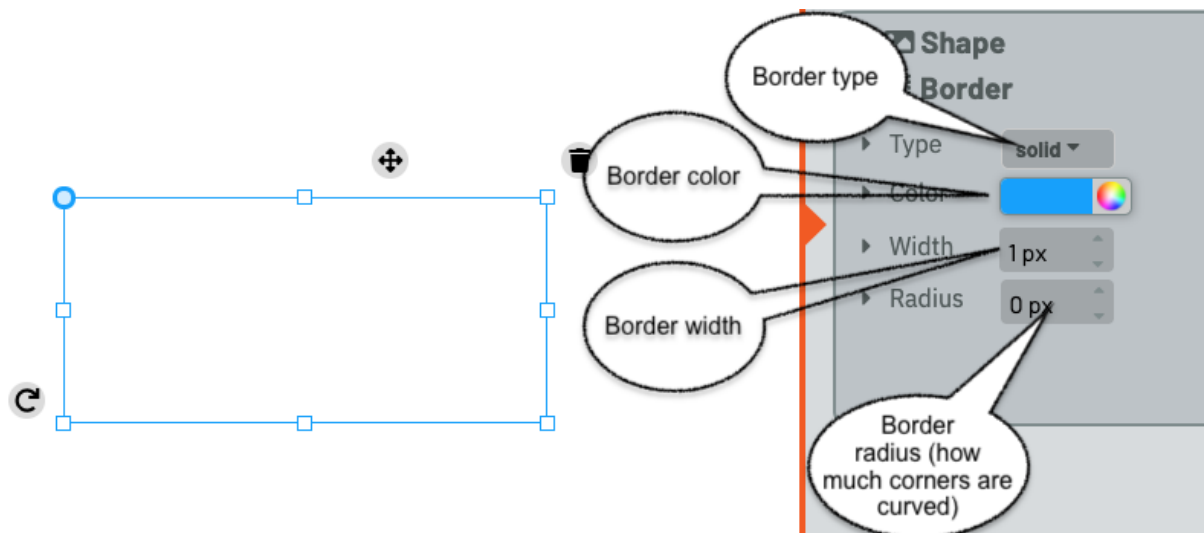 Shape
Border
Border type
Type
solid
Border color
Color
Width
1 px
Border width
Radius
0 px
Border
radius (how
much corners are
curved)